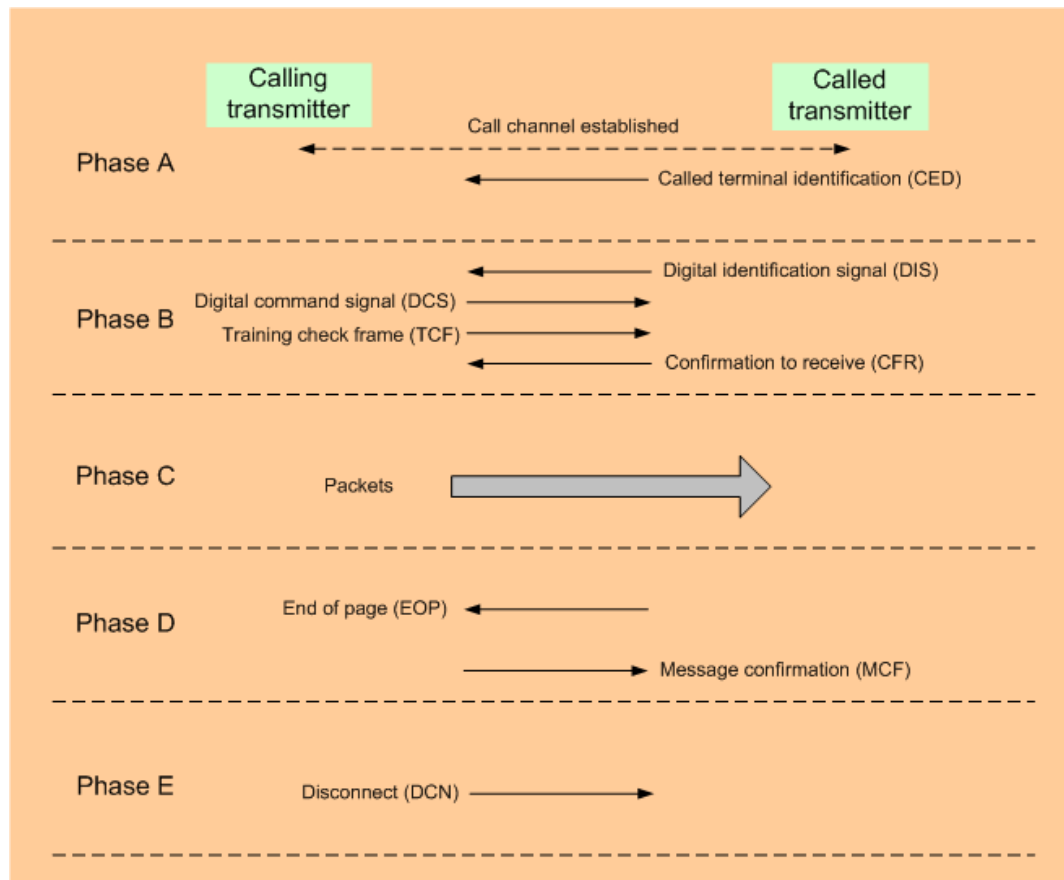 Calling
transmitter
Called
transmitter
Call channel established
Phase A
Called terminal identification (CED)
Digital identification signal (DIS)
Digital command signal (DCS)
Phase B
Training check frame (TCF)
Confirmation to receive (CFR)
Phase C
Packets
End of page (EOP)
Phase D
Message confirmation (MCF)
Phase E
Disconnect (DCN)